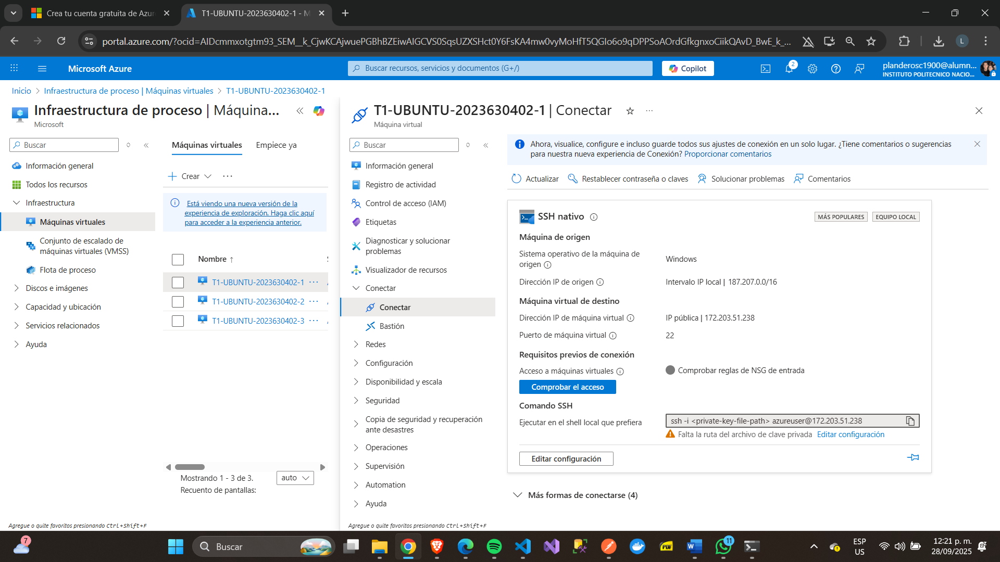 Crea tu cuenta gratuita de Azur
T1-UBUNTU-2023630402-1 - M
portal.azure.com/?ocid=AIDcmmxotgtm93_SEM__k_CjwKCAjwuePGBhBZEiwAIGCVS0SqsUZXSHct0Y6FsKA4mw0vyMoHfT5QGIo6o9qDPPSoAOrdGfkgnxoCiikQAvD_BwE_k_...
L
Microsoft Azure
Buscar recursos, servicios y documentos (G+/)
Copilot
2
planderosc1900@alumn...
INSTITUTO POLITECNICO NACIO...
Inicio > Infraestructura de proceso | Máquinas virtuales > T1-UBUNTU-2023630402-1
Infraestructura de proceso | Máquina...
Microsoft
Buscar
Información general
Todos los recursos
Infraestructura
Máquinas virtuales
Conjunto de escalado de
máquinas virtuales (VMSS)
Flota de proceso
Discos e imágenes
Capacidad y ubicación
Servicios relacionados
Ayuda
Agregue o quite favoritos presionando Ctrl+Shift+F
Máquinas virtuales
Empiece ya
Crear
Está viendo una nueva versión de la
experiencia de exploración. Haga clic aquí
para acceder a la experiencia anterior.
Nombre ↑
T1-UBUNTU-2023630402-1
T1-UBUNTU-2023630402-2
T1-UBUNTU-2023630402-3
Mostrando 1 - 3 de 3.
Recuento de pantallas:
auto
T1-UBUNTU-2023630402-1 | Conectar
Máquina virtual
Buscar
Información general
Registro de actividad
Control de acceso (IAM)
Etiquetas
Diagnosticar y solucionar
problemas
Visualizador de recursos
Conectar
Conectar
Bastión
Redes
Configuración
Disponibilidad y escala
Seguridad
Copia de seguridad y recuperación
ante desastres
Operaciones
Supervisión
Automation
Ayuda
Agregue o quite favoritos presionando Ctrl+Shift+F
Ahora, visualice, configure e incluso guarde todos sus ajustes de conexión en un solo lugar. ¿Tiene comentarios o sugerencias
para nuestra nueva experiencia de Conexión? Proporcionar comentarios
Actualizar
Restablecer contraseña o claves
Solucionar problemas
Comentarios
SSH nativo
MÁS POPULARES
EQUIPO LOCAL
Máquina de origen
Sistema operativo de la máquina de
origen
Windows
Dirección IP de origen
Intervalo IP local | 187.207.0.0/16
Máquina virtual de destino
Dirección IP de máquina virtual
IP pública | 172.203.51.238
Puerto de máquina virtual
22
Requisitos previos de conexión
Acceso a máquinas virtuales
Comprobar reglas de NSG de entrada
Comprobar el acceso
Comando SSH
Ejecutar en el shell local que prefiera
ssh -i <private-key-file-path> azureuser@172.203.51.238
Falta la ruta del archivo de clave privada Editar configuración
Editar configuración
Más formas de conectarse (4)
7
Buscar
PDF
11
ESP
US
12:21 p. m.
28/09/2025